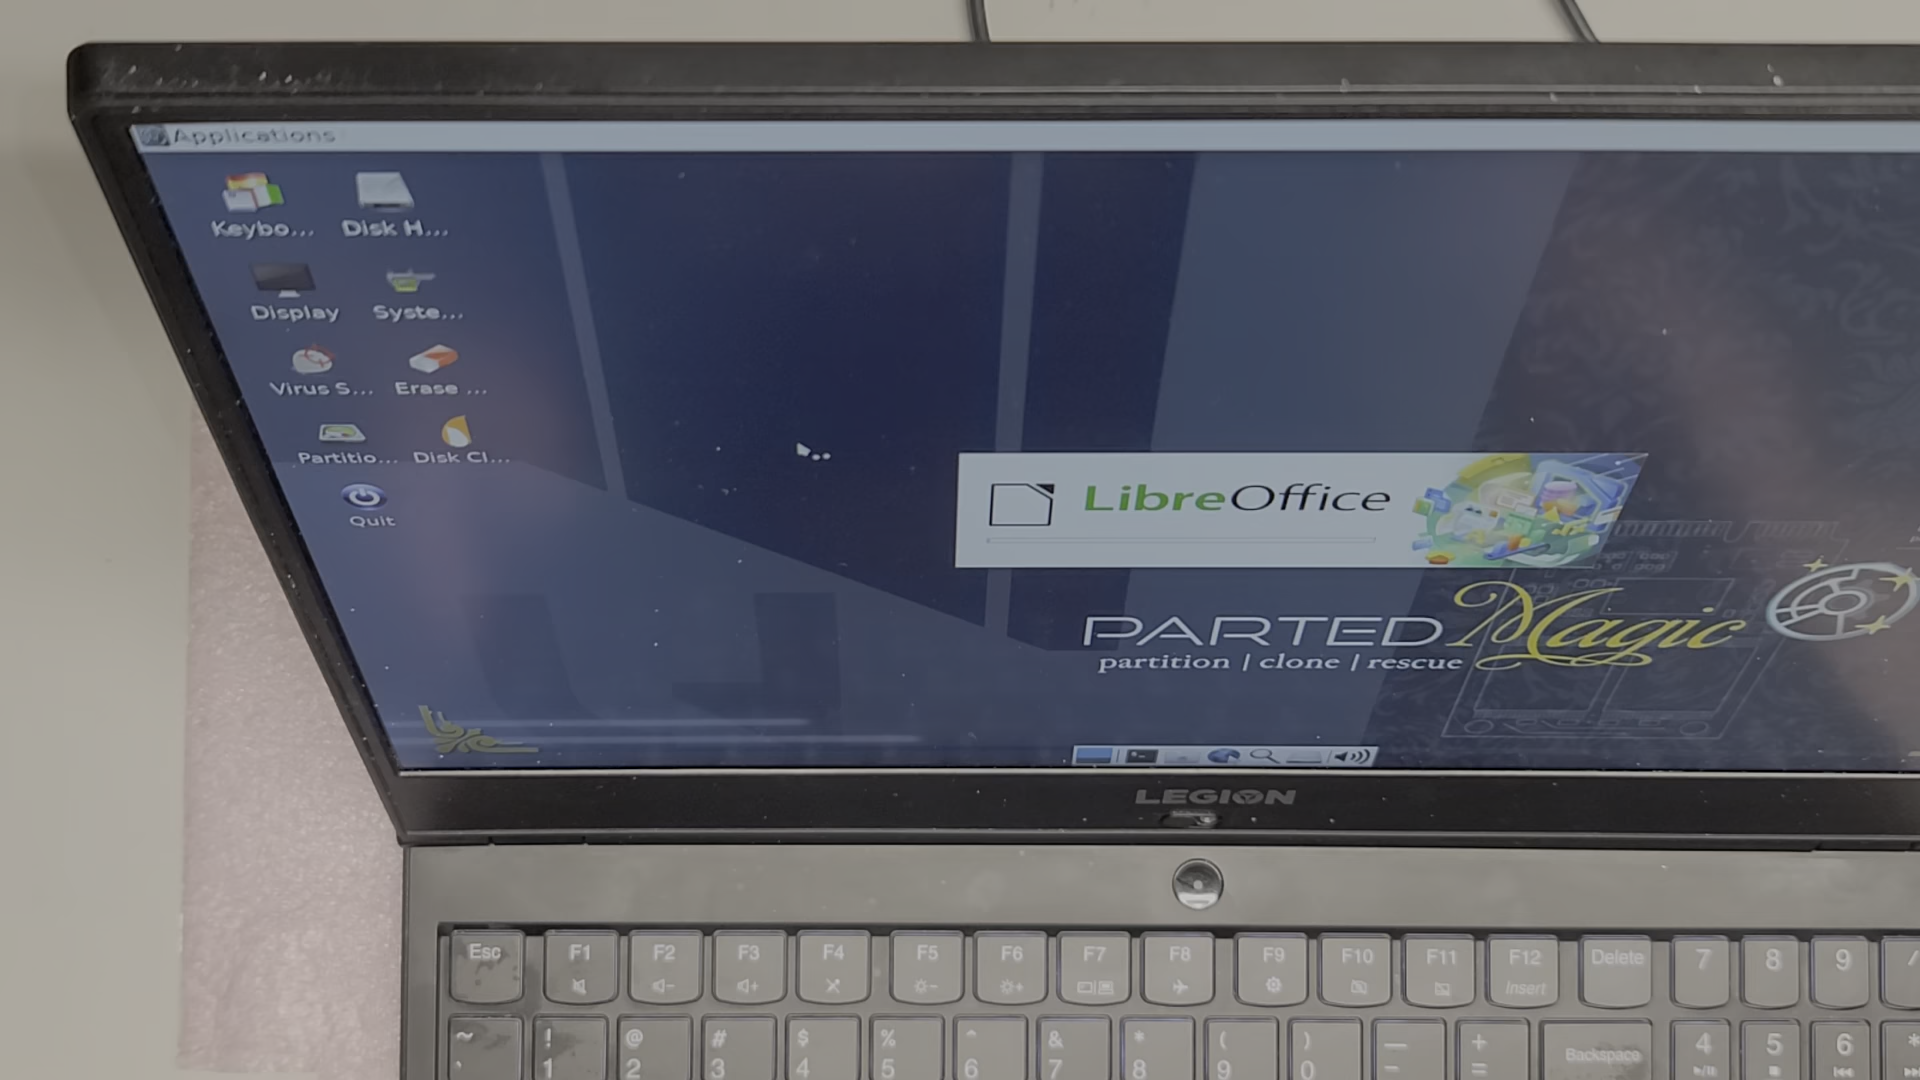 Applications
Keybo... Disk H...
Display Syste...
Virus S... Erase ...
Partitio... Disk Cl...
Quit
LibreOffice
PARTED Magic
partition | clone | rescue
LEGION
Esc F1 F2 F3 F4 F5 F6 F7 F8 F9 F10 F11 F12 Delete 7 8 9 /
Insert
~ ! @ # $ % ^ & * ( ) — + Backspace 4 5 6 *
` 1 2 3 4 5 6 7 8 9 0 - =